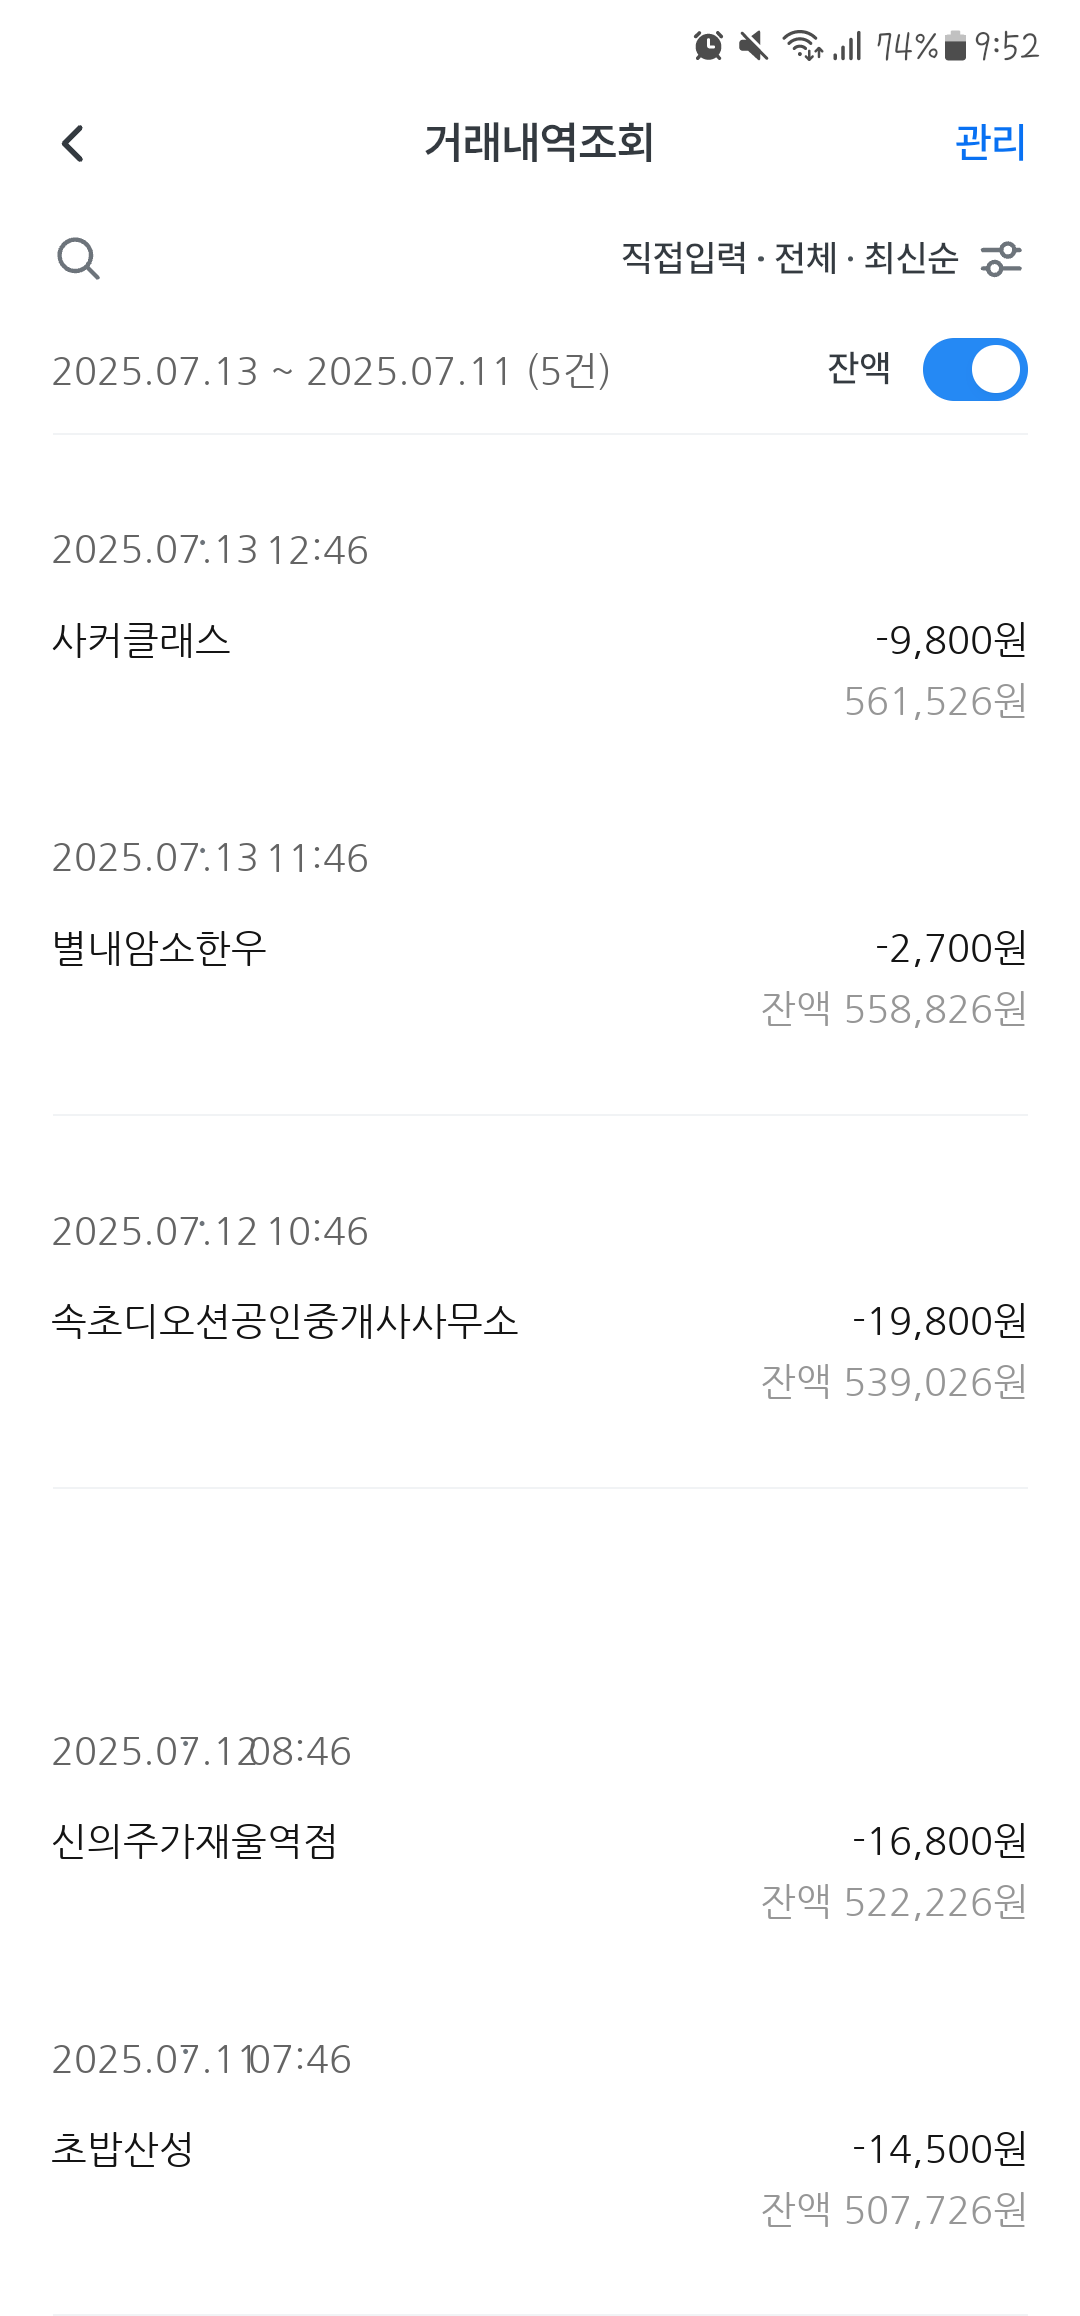 74% 9:52
거래내역조회 관리
직접입력 · 전체 · 최신순
2025.07.13 ~ 2025.07.11 (5건) 잔액
2025.07.13 12:46
사커클래스 -9,800원
561,526원
2025.07.13 11:46
별내암소한우 -2,700원
잔액 558,826원
2025.07.12 10:46
속초디오션공인중개사사무소 -19,800원
잔액 539,026원
2025.07.12 08:46
신의주가재울역점 -16,800원
잔액 522,226원
2025.07.11 07:46
초밥산성 -14,500원
잔액 507,726원